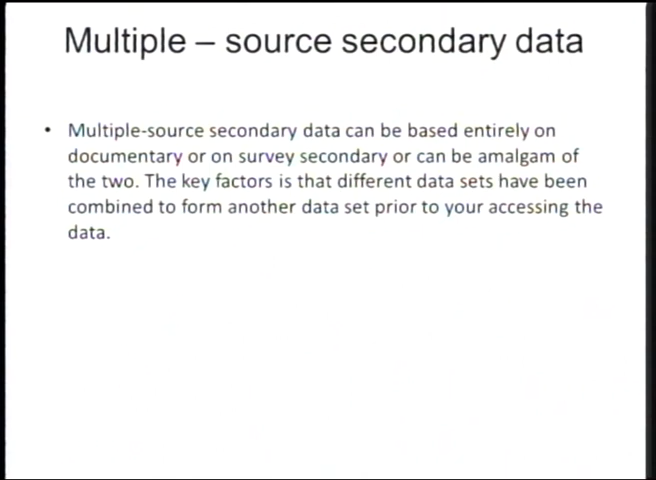 Multiple – source secondary data
• Multiple-source secondary data can be based entirely on
documentary or on survey secondary or can be amalgam of
the two. The key factors is that different data sets have been
combined to form another data set prior to your accessing the
data.